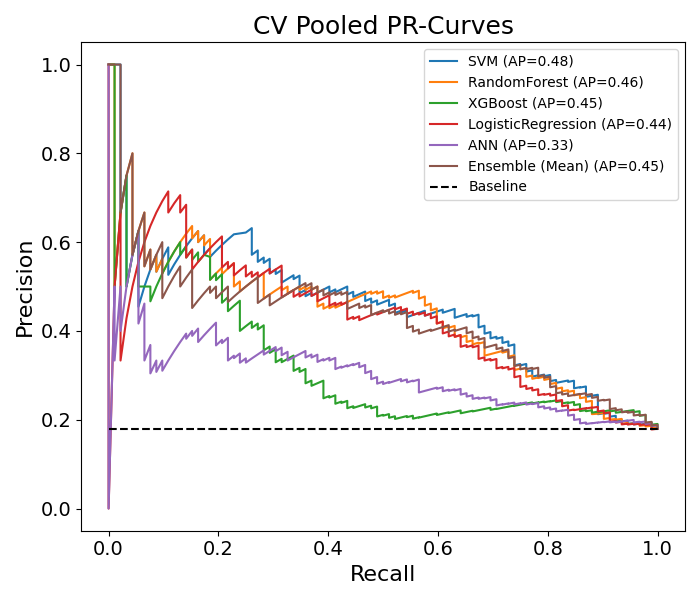 CV Pooled PR-Curves
SVM (AP=0.48)
RandomForest (AP=0.46)
XGBoost (AP=0.45)
LogisticRegression (AP=0.44)
ANN (AP=0.33)
Ensemble (Mean) (AP=0.45)
Baseline
Precision
1.0
0.8
0.6
0.4
0.2
0.0
0.0 0.2 0.4 0.6 0.8 1.0
Recall